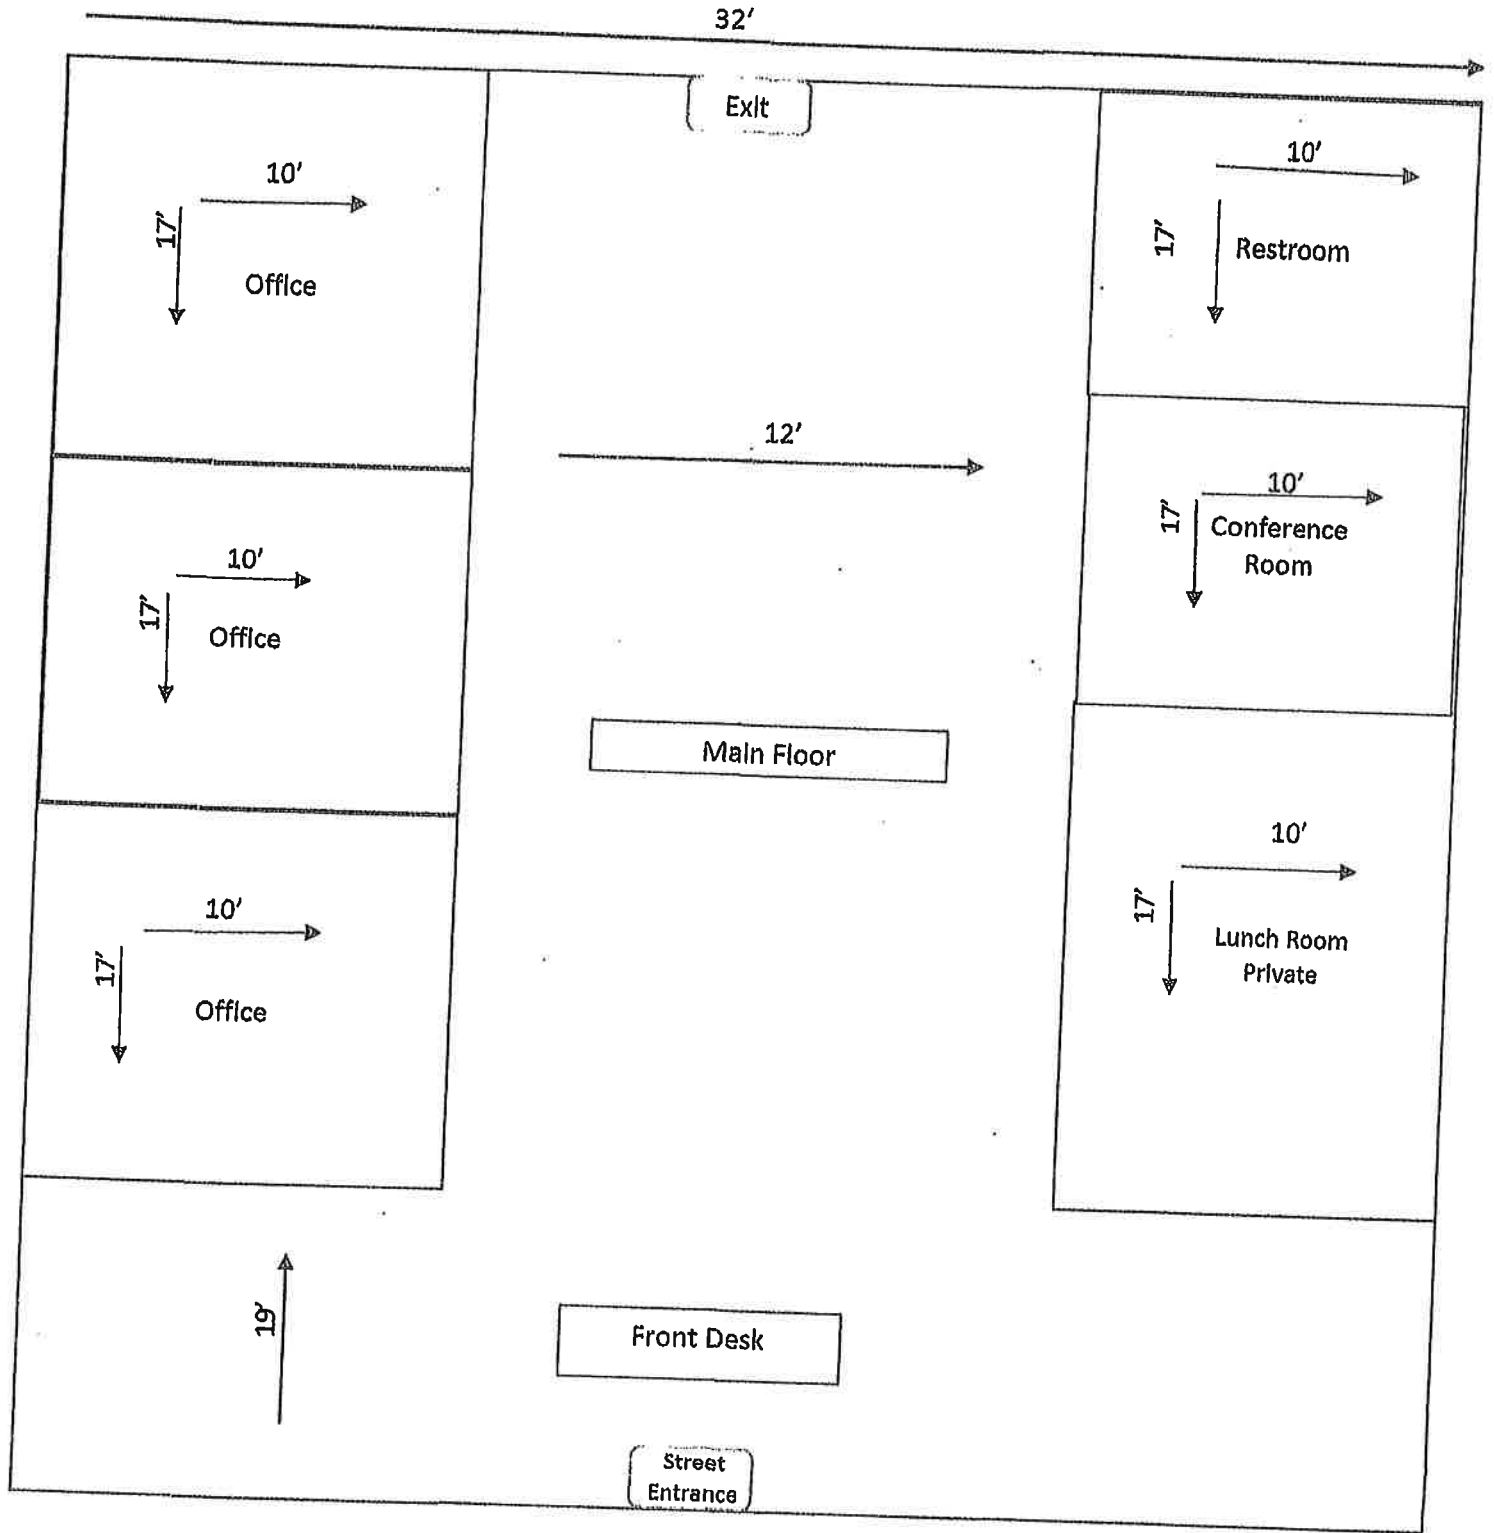 32'
Exit
10'
17'
Office
10'
17'
Restroom
12'
10'
17'
Conference
Room
10'
17'
Office
Main Floor
10'
17'
Lunch Room
Private
10'
17'
Office
19'
Front Desk
Street
Entrance